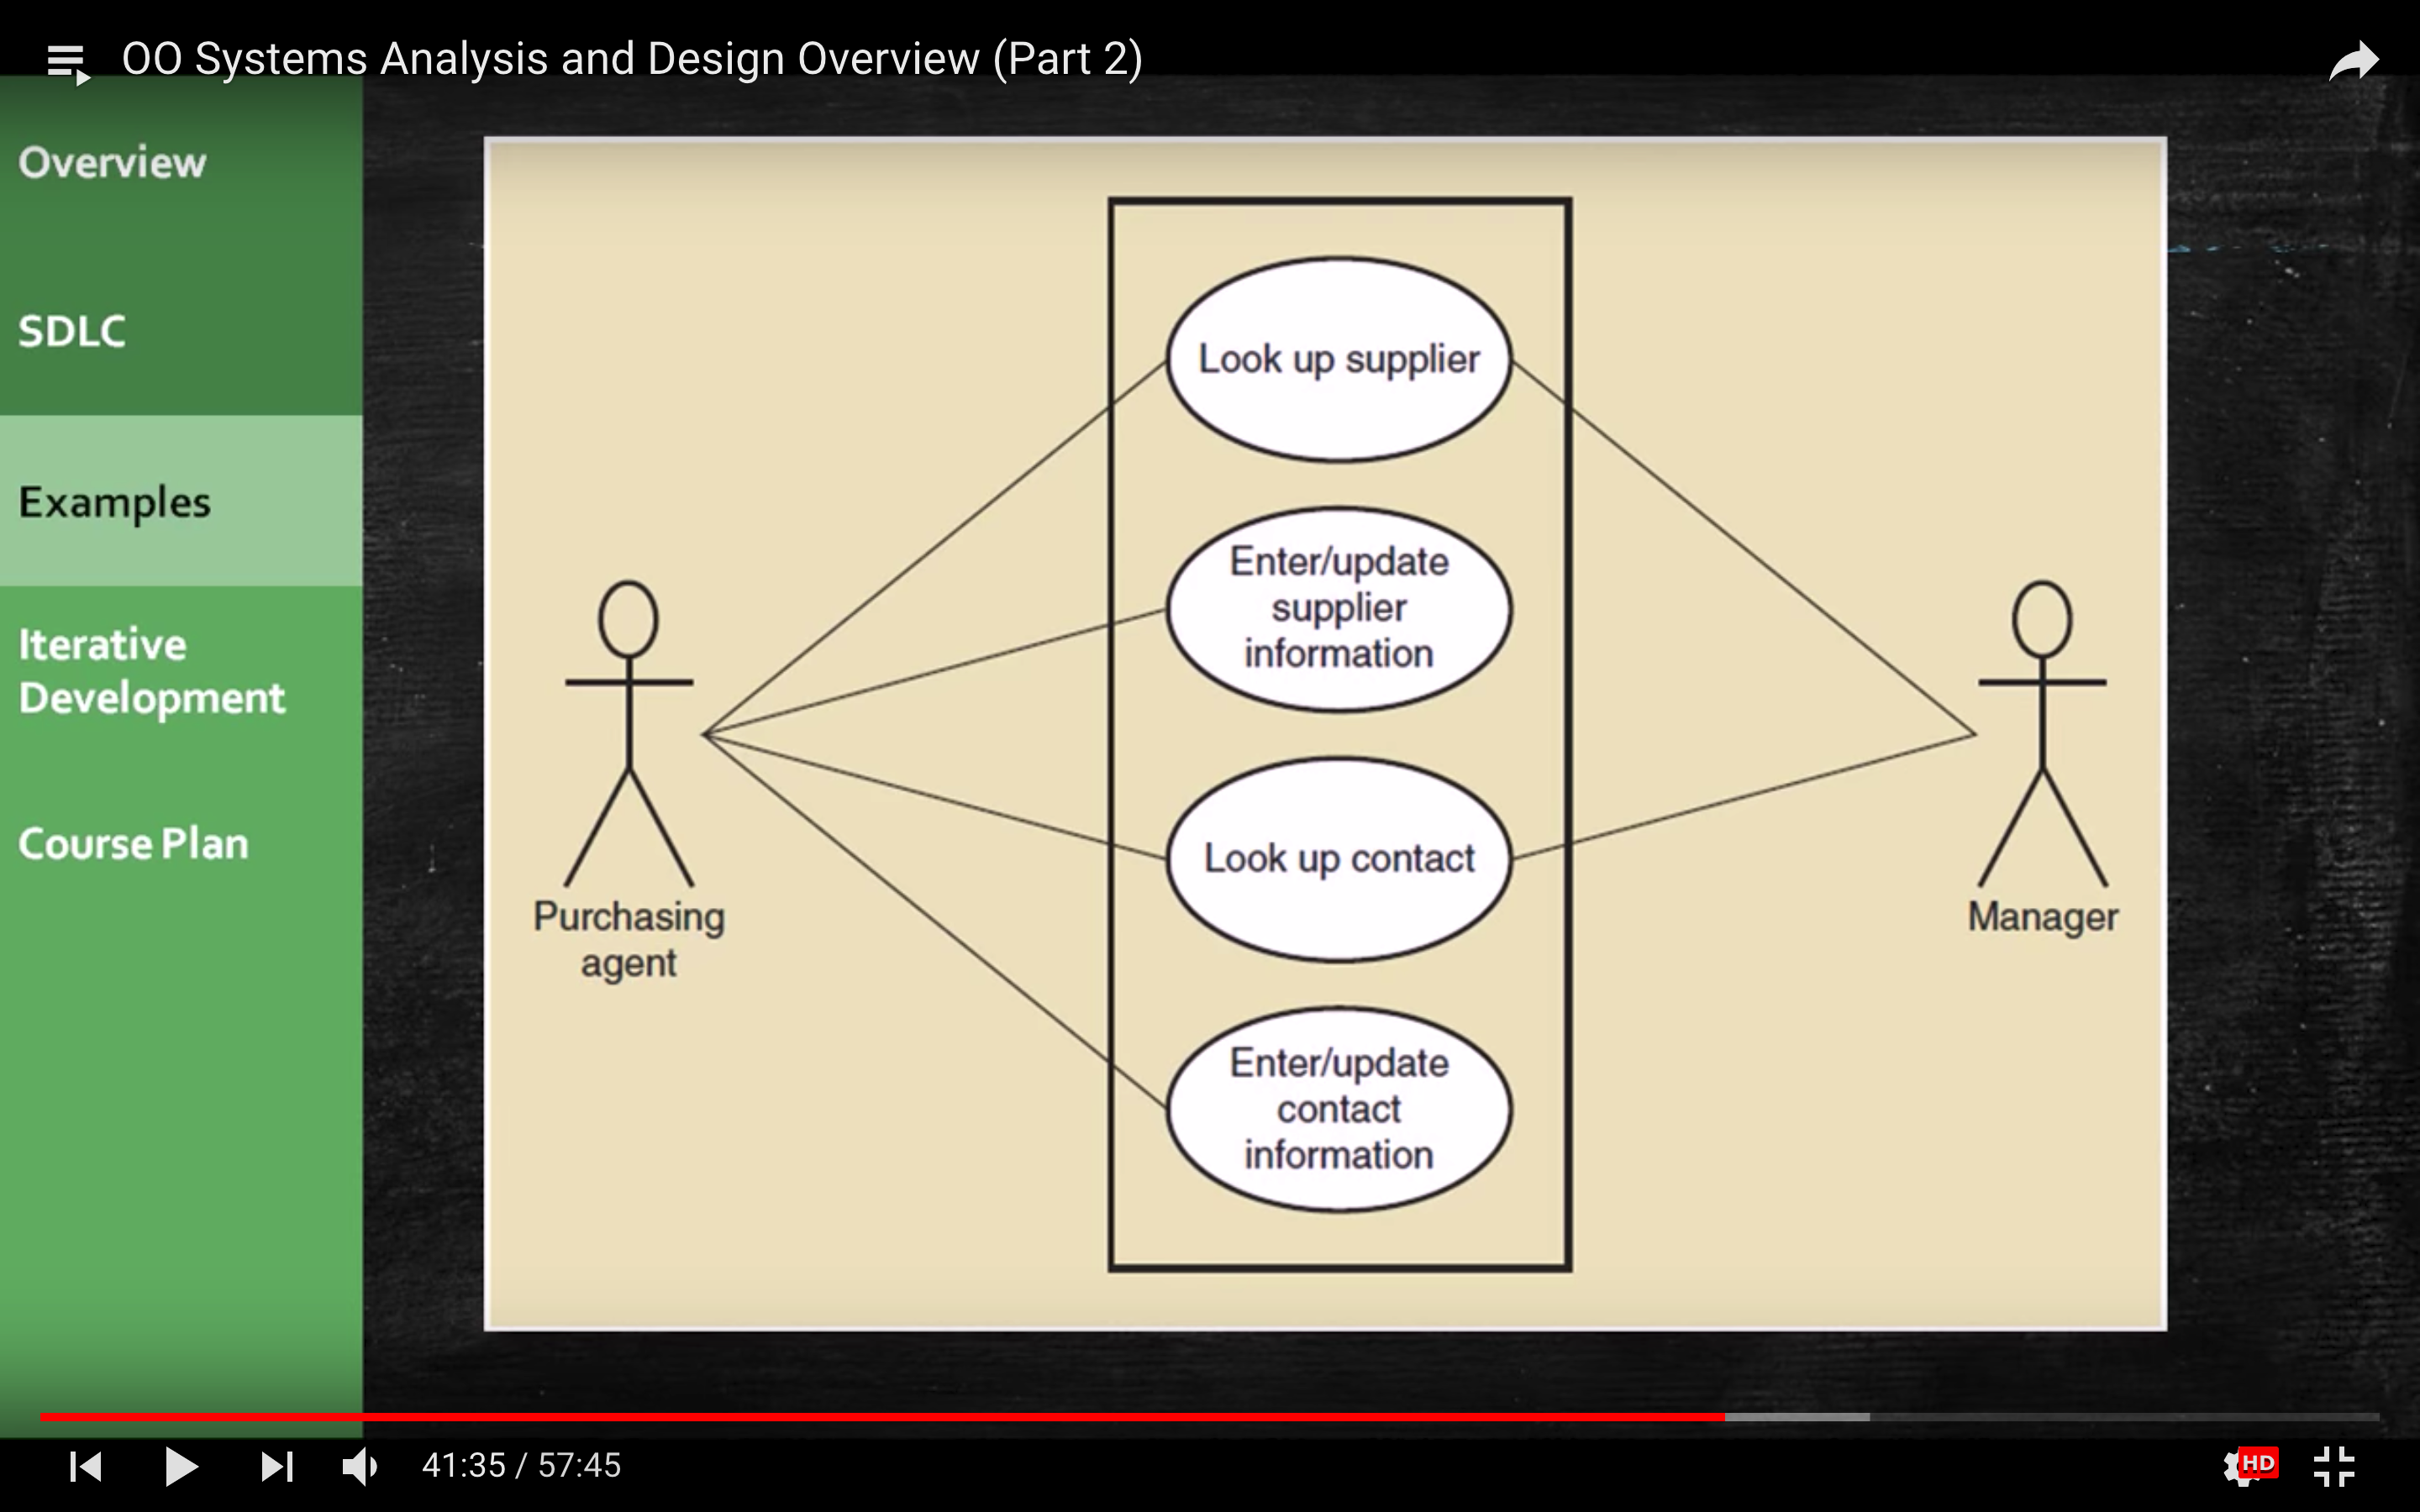 OO Systems Analysis and Design Overview (Part 2)
Overview
SDLC
Examples
Iterative
Development
Course Plan
Look up supplier
Enter/update
supplier
information
Look up contact
Enter/update
contact
information
Purchasing
agent
Manager
41:35 / 57:45
HD